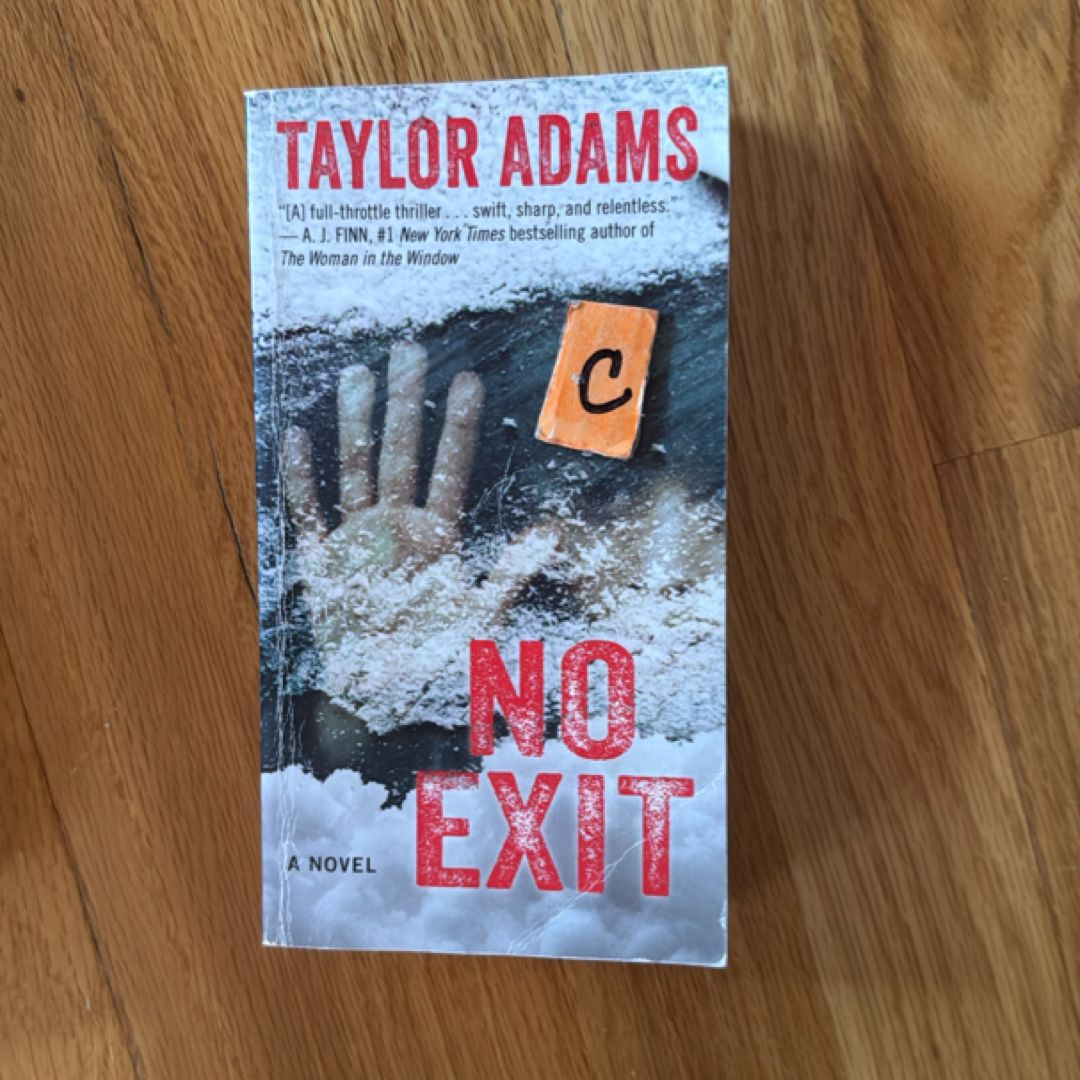 TAYLOR ADAMS
“[A] full-throttle thriller . . . swift, sharp, and relentless.”
— A. J. FINN, #1 New York Times bestselling author of
The Woman in the Window
C
NO
EXIT
A NOVEL